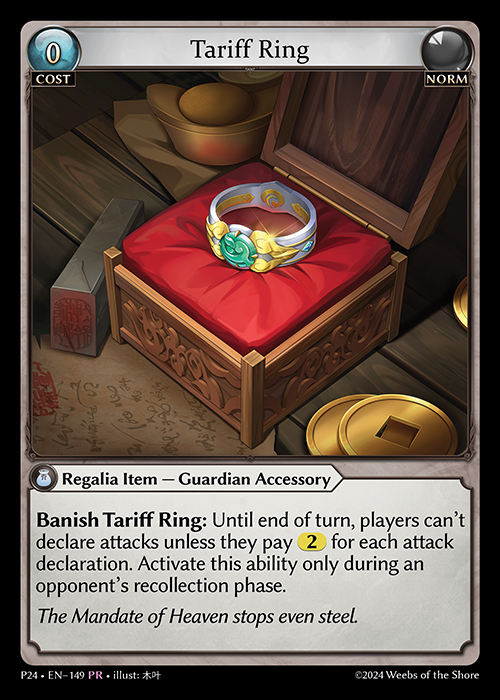 0
Tariff Ring
COST
NORM
Regalia Item — Guardian Accessory
Banish Tariff Ring: Until end of turn, players can't
declare attacks unless they pay 2 for each attack
declaration. Activate this ability only during an
opponent's recollection phase.
The Mandate of Heaven stops even steel.
P24 • EN-149 PR • illust: 木叶
©2024 Weebs of the Shore